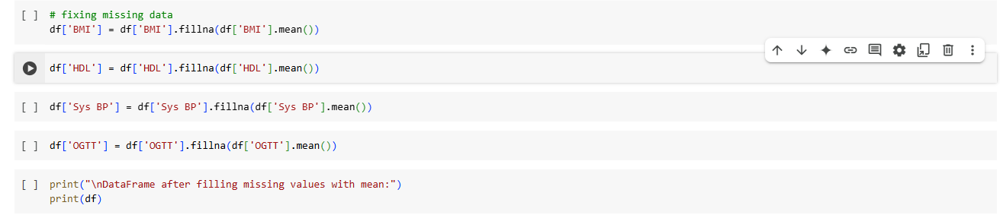 [ ] # fixing missing data
df['BMI'] = df['BMI'].fillna(df['BMI'].mean())
df['HDL'] = df['HDL'].fillna(df['HDL'].mean())
[ ] df['Sys BP'] = df['Sys BP'].fillna(df['Sys BP'].mean())
[ ] df['OGTT'] = df['OGTT'].fillna(df['OGTT'].mean())
[ ] print("\nDataFrame after filling missing values with mean:")
print(df)